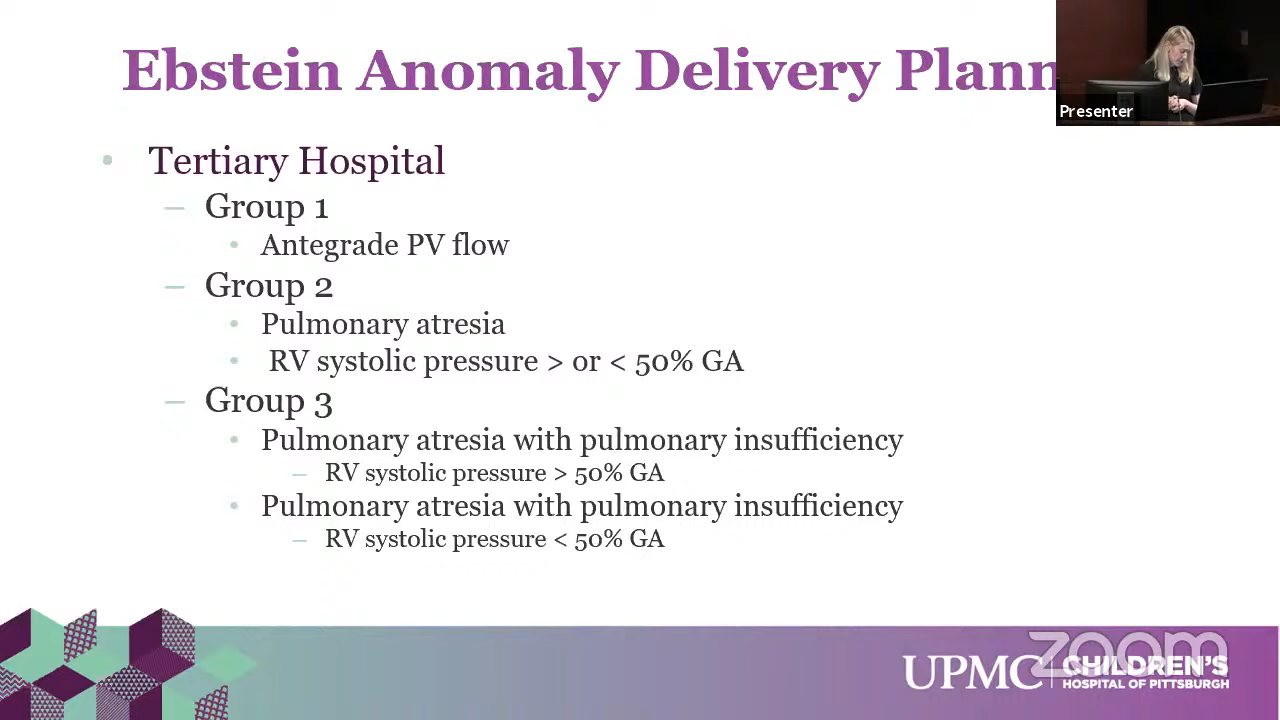 Ebstein Anomaly Delivery Plann
Presenter
• Tertiary Hospital
– Group 1
• Antegrade PV flow
– Group 2
• Pulmonary atresia
• RV systolic pressure > or < 50% GA
– Group 3
• Pulmonary atresia with pulmonary insufficiency
– RV systolic pressure > 50% GA
• Pulmonary atresia with pulmonary insufficiency
– RV systolic pressure < 50% GA
zoom
UPMC CHILDREN'S
HOSPITAL OF PITTSBURGH